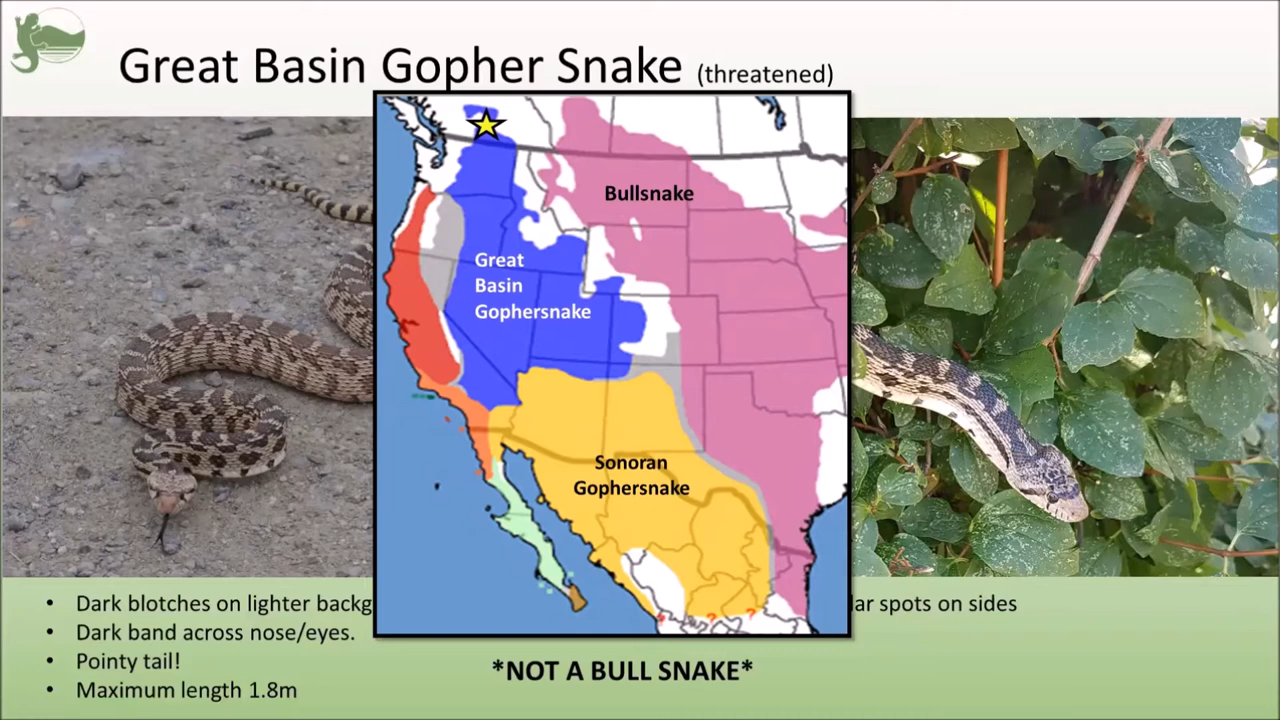 Great Basin Gopher Snake (threatened)
Bullsnake
Great
Basin
Gophersnake
Sonoran
Gophersnake
? ? ?
• Dark blotches on lighter backg
lar spots on sides
• Dark band across nose/eyes.
• Pointy tail!
• Maximum length 1.8m
*NOT A BULL SNAKE*